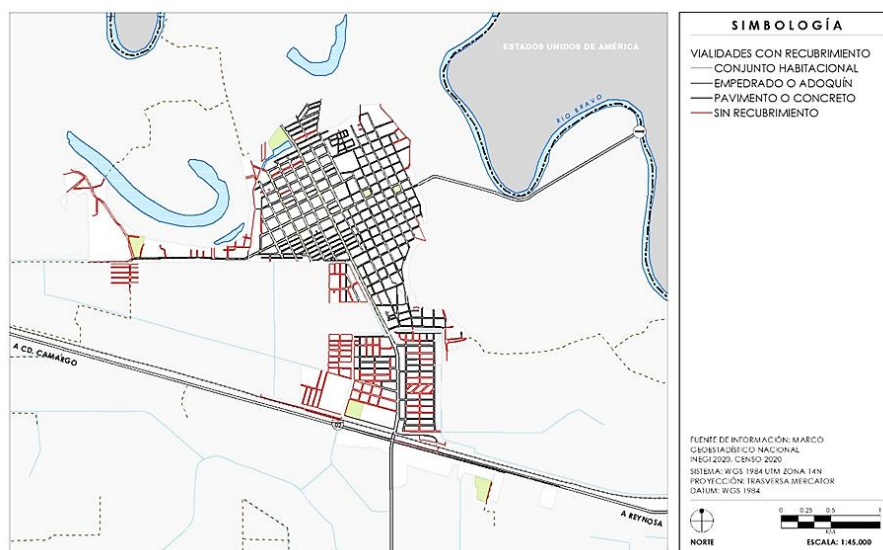 ESTADOS UNIDOS DE AMÉRICA
RÍO BRAVO
A CD. CAMARGO
A REYNOSA
SIMBOLOGÍA
VIALIDADES CON RECUBRIMIENTO
CONJUNTO HABITACIONAL
EMPEDRADO O ADOQUÍN
PAVIMENTO O CONCRETO
SIN RECUBRIMIENTO
FUENTE DE INFORMACIÓN: MARCO
GEOESTADÍSTICO NACIONAL
INEGI 2020. CENSO 2020
SISTEMA: WGS 1984 UTM ZONA 14N
PROYECCIÓN: TRASVERSA MERCATOR
DATUM: WGS 1984
0 0.25 0.5 1
KM
NORTE
ESCALA: 1:45,000